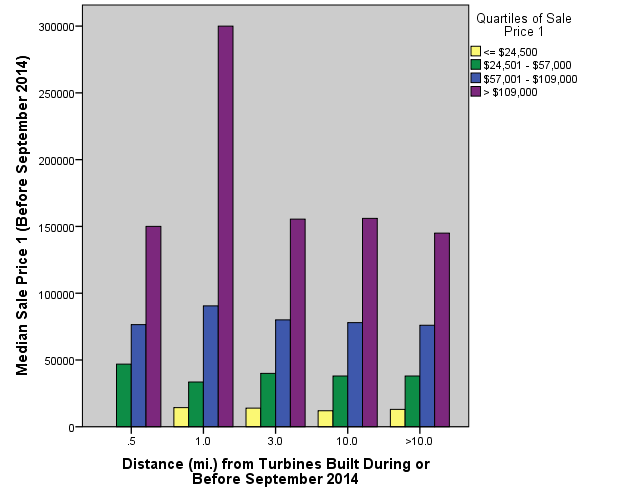 Quartiles of Sale
Price 1
<= $24,500
$24,501 - $57,000
$57,001 - $109,000
> $109,000
Median Sale Price 1 (Before September 2014)
300000
250000
200000
150000
100000
50000
0
.5
1.0
3.0
10.0
>10.0
Distance (mi.) from Turbines Built During or
Before September 2014